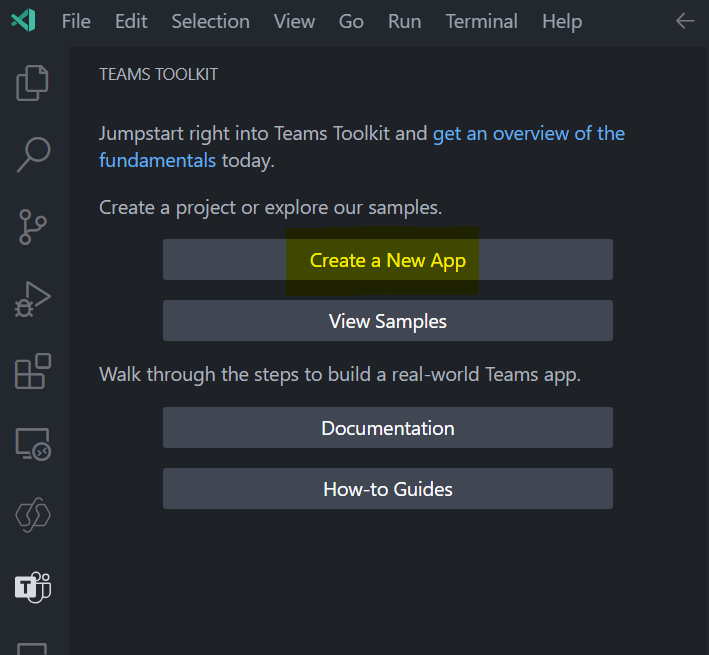 File Edit Selection View Go Run Terminal Help
TEAMS TOOLKIT
Jumpstart right into Teams Toolkit and get an overview of the
fundamentals today.
Create a project or explore our samples.
Create a New App
View Samples
Walk through the steps to build a real-world Teams app.
Documentation
How-to Guides
T